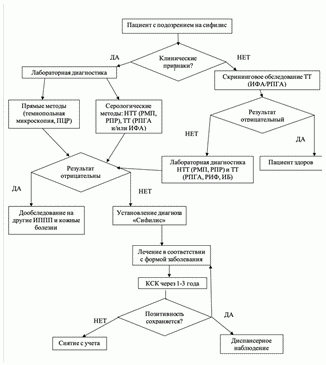 Пациент с подозрением на сифилис
Клинические
признаки?
ДА
НЕТ
Лабораторная диагностика
Скрининговое обследование ТТ
(ИФА/РПГА)
Прямые методы
(темнопольная
микроскопия, ПЦР)
Серологические
методы: НТТ (РМП,
РПР), ТТ (РПГА
и/или ИФА)
Результат
отрицательный
НЕТ
ДА
Результат
отрицательны
Лабораторная диагностика
НТТ (РМП, РПР) и ТТ
(РПГА, РИФ, ИБ)
Пациент здоров
ДА
НЕТ
Дообследование на
другие ИППП и кожные
болезни
Установление диагноза
«Сифилис»
Лечение в соответствии
с формой заболевания
КСК через 1-3 года
НЕТ
Позитивность
сохраняется?
ДА
Снятие с учета
Диспансерное
наблюдение